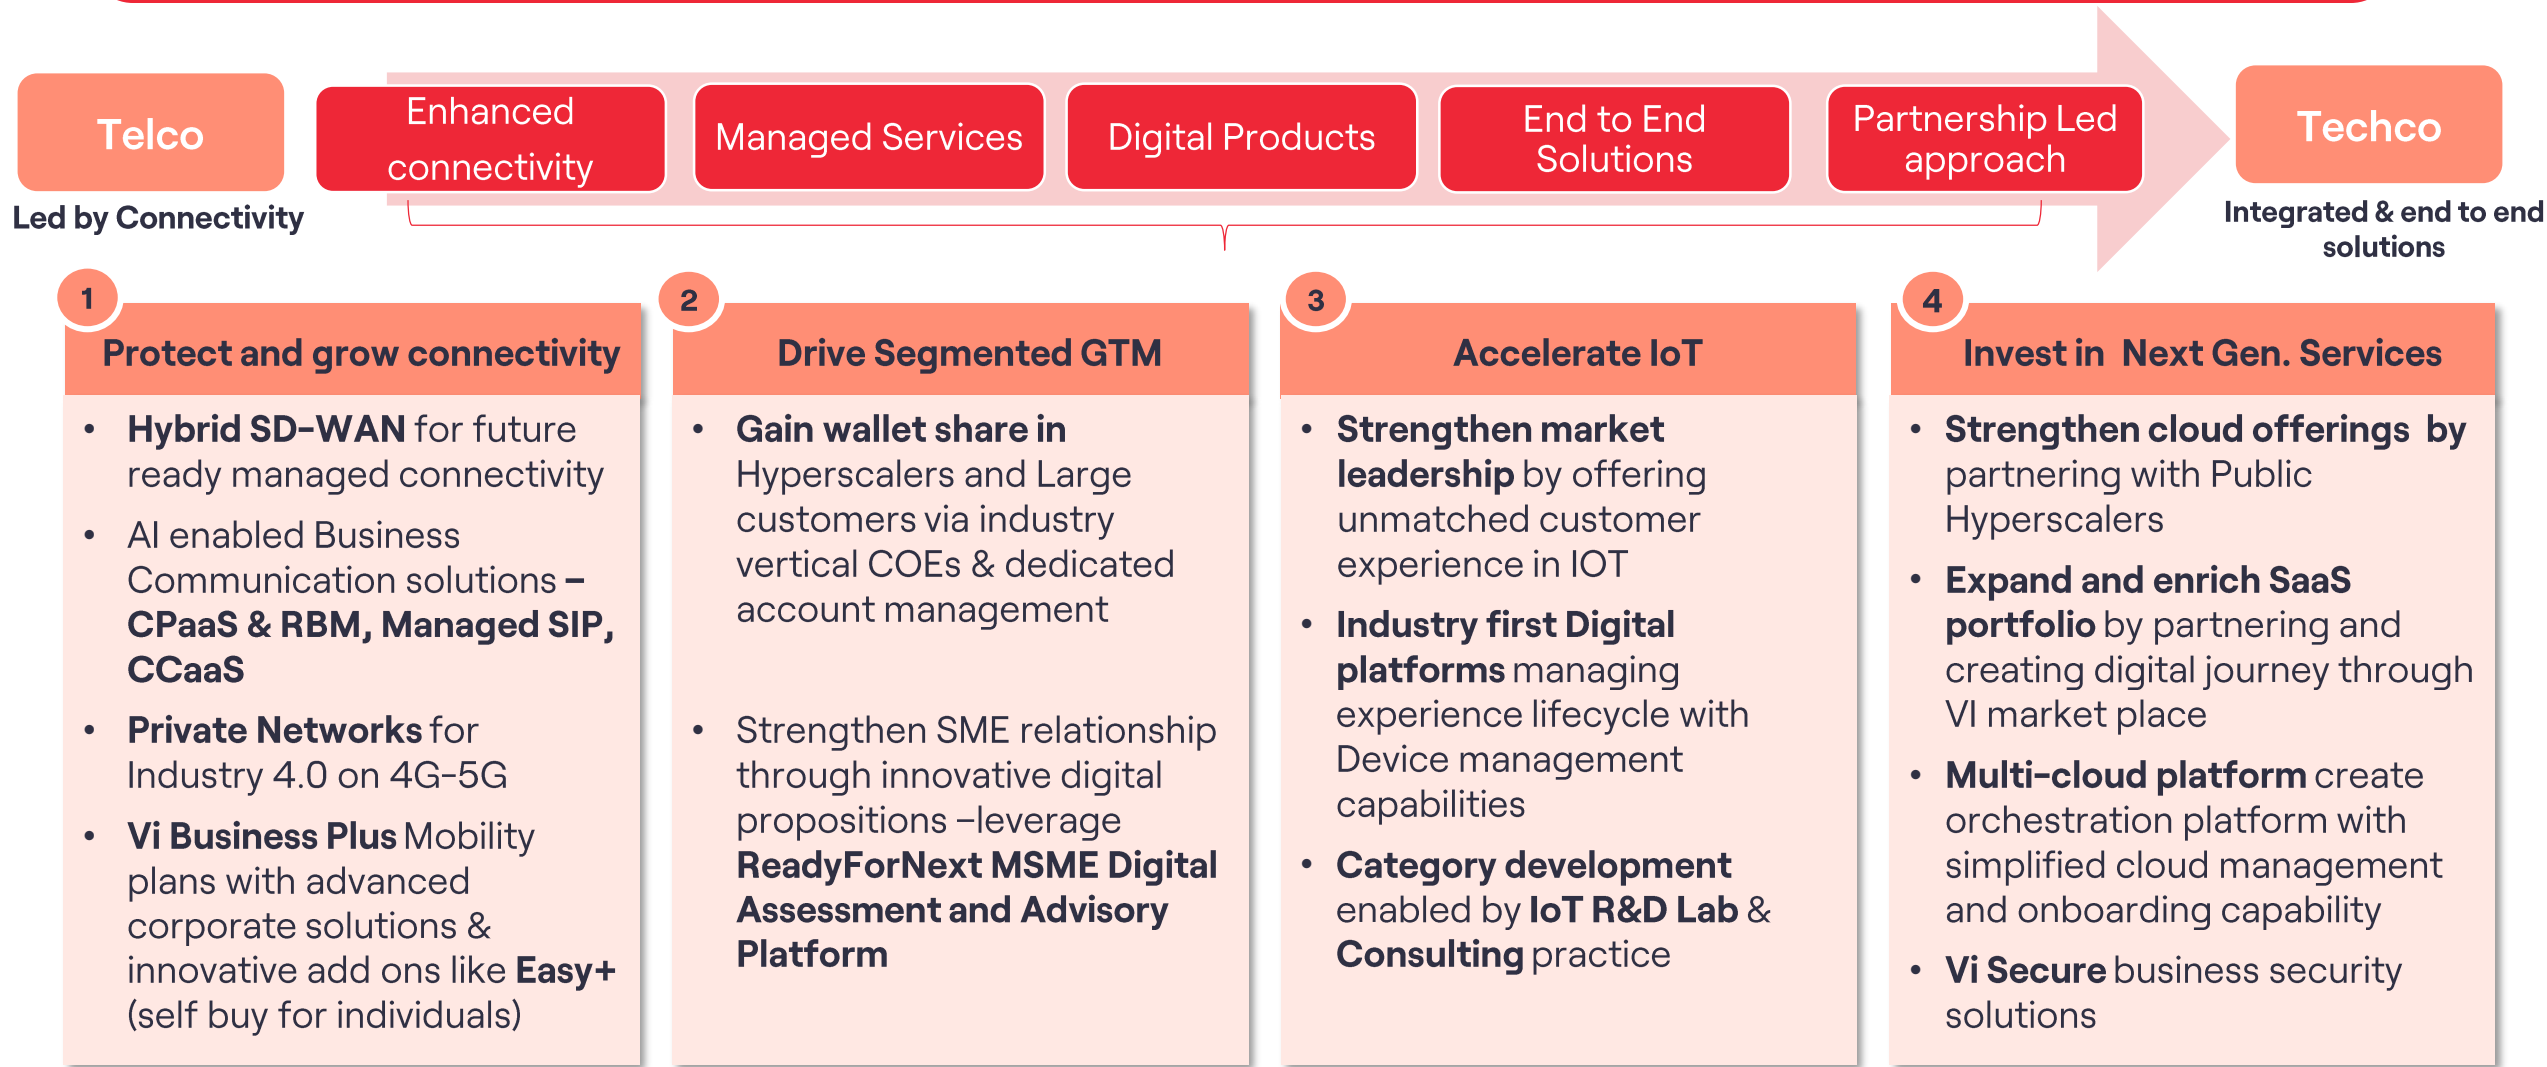 Telco
Led by Connectivity
Enhanced
connectivity
Managed Services
Digital Products
End to End
Solutions
Partnership Led
approach
Techco
Integrated & end to end
solutions
1
Protect and grow connectivity
• Hybrid SD-WAN for future
ready managed connectivity
• AI enabled Business
Communication solutions –
CPaaS & RBM, Managed SIP,
CCaaS
• Private Networks for
Industry 4.0 on 4G-5G
• Vi Business Plus Mobility
plans with advanced
corporate solutions &
innovative add ons like Easy+
(self buy for individuals)
2
Drive Segmented GTM
• Gain wallet share in
Hyperscalers and Large
customers via industry
vertical COEs & dedicated
account management
• Strengthen SME relationship
through innovative digital
propositions –leverage
ReadyForNext MSME Digital
Assessment and Advisory
Platform
3
Accelerate IoT
• Strengthen market
leadership by offering
unmatched customer
experience in IOT
• Industry first Digital
platforms managing
experience lifecycle with
Device management
capabilities
• Category development
enabled by IoT R&D Lab &
Consulting practice
4
Invest in Next Gen. Services
• Strengthen cloud offerings by
partnering with Public
Hyperscalers
• Expand and enrich SaaS
portfolio by partnering and
creating digital journey through
VI market place
• Multi-cloud platform create
orchestration platform with
simplified cloud management
and onboarding capability
• Vi Secure business security
solutions